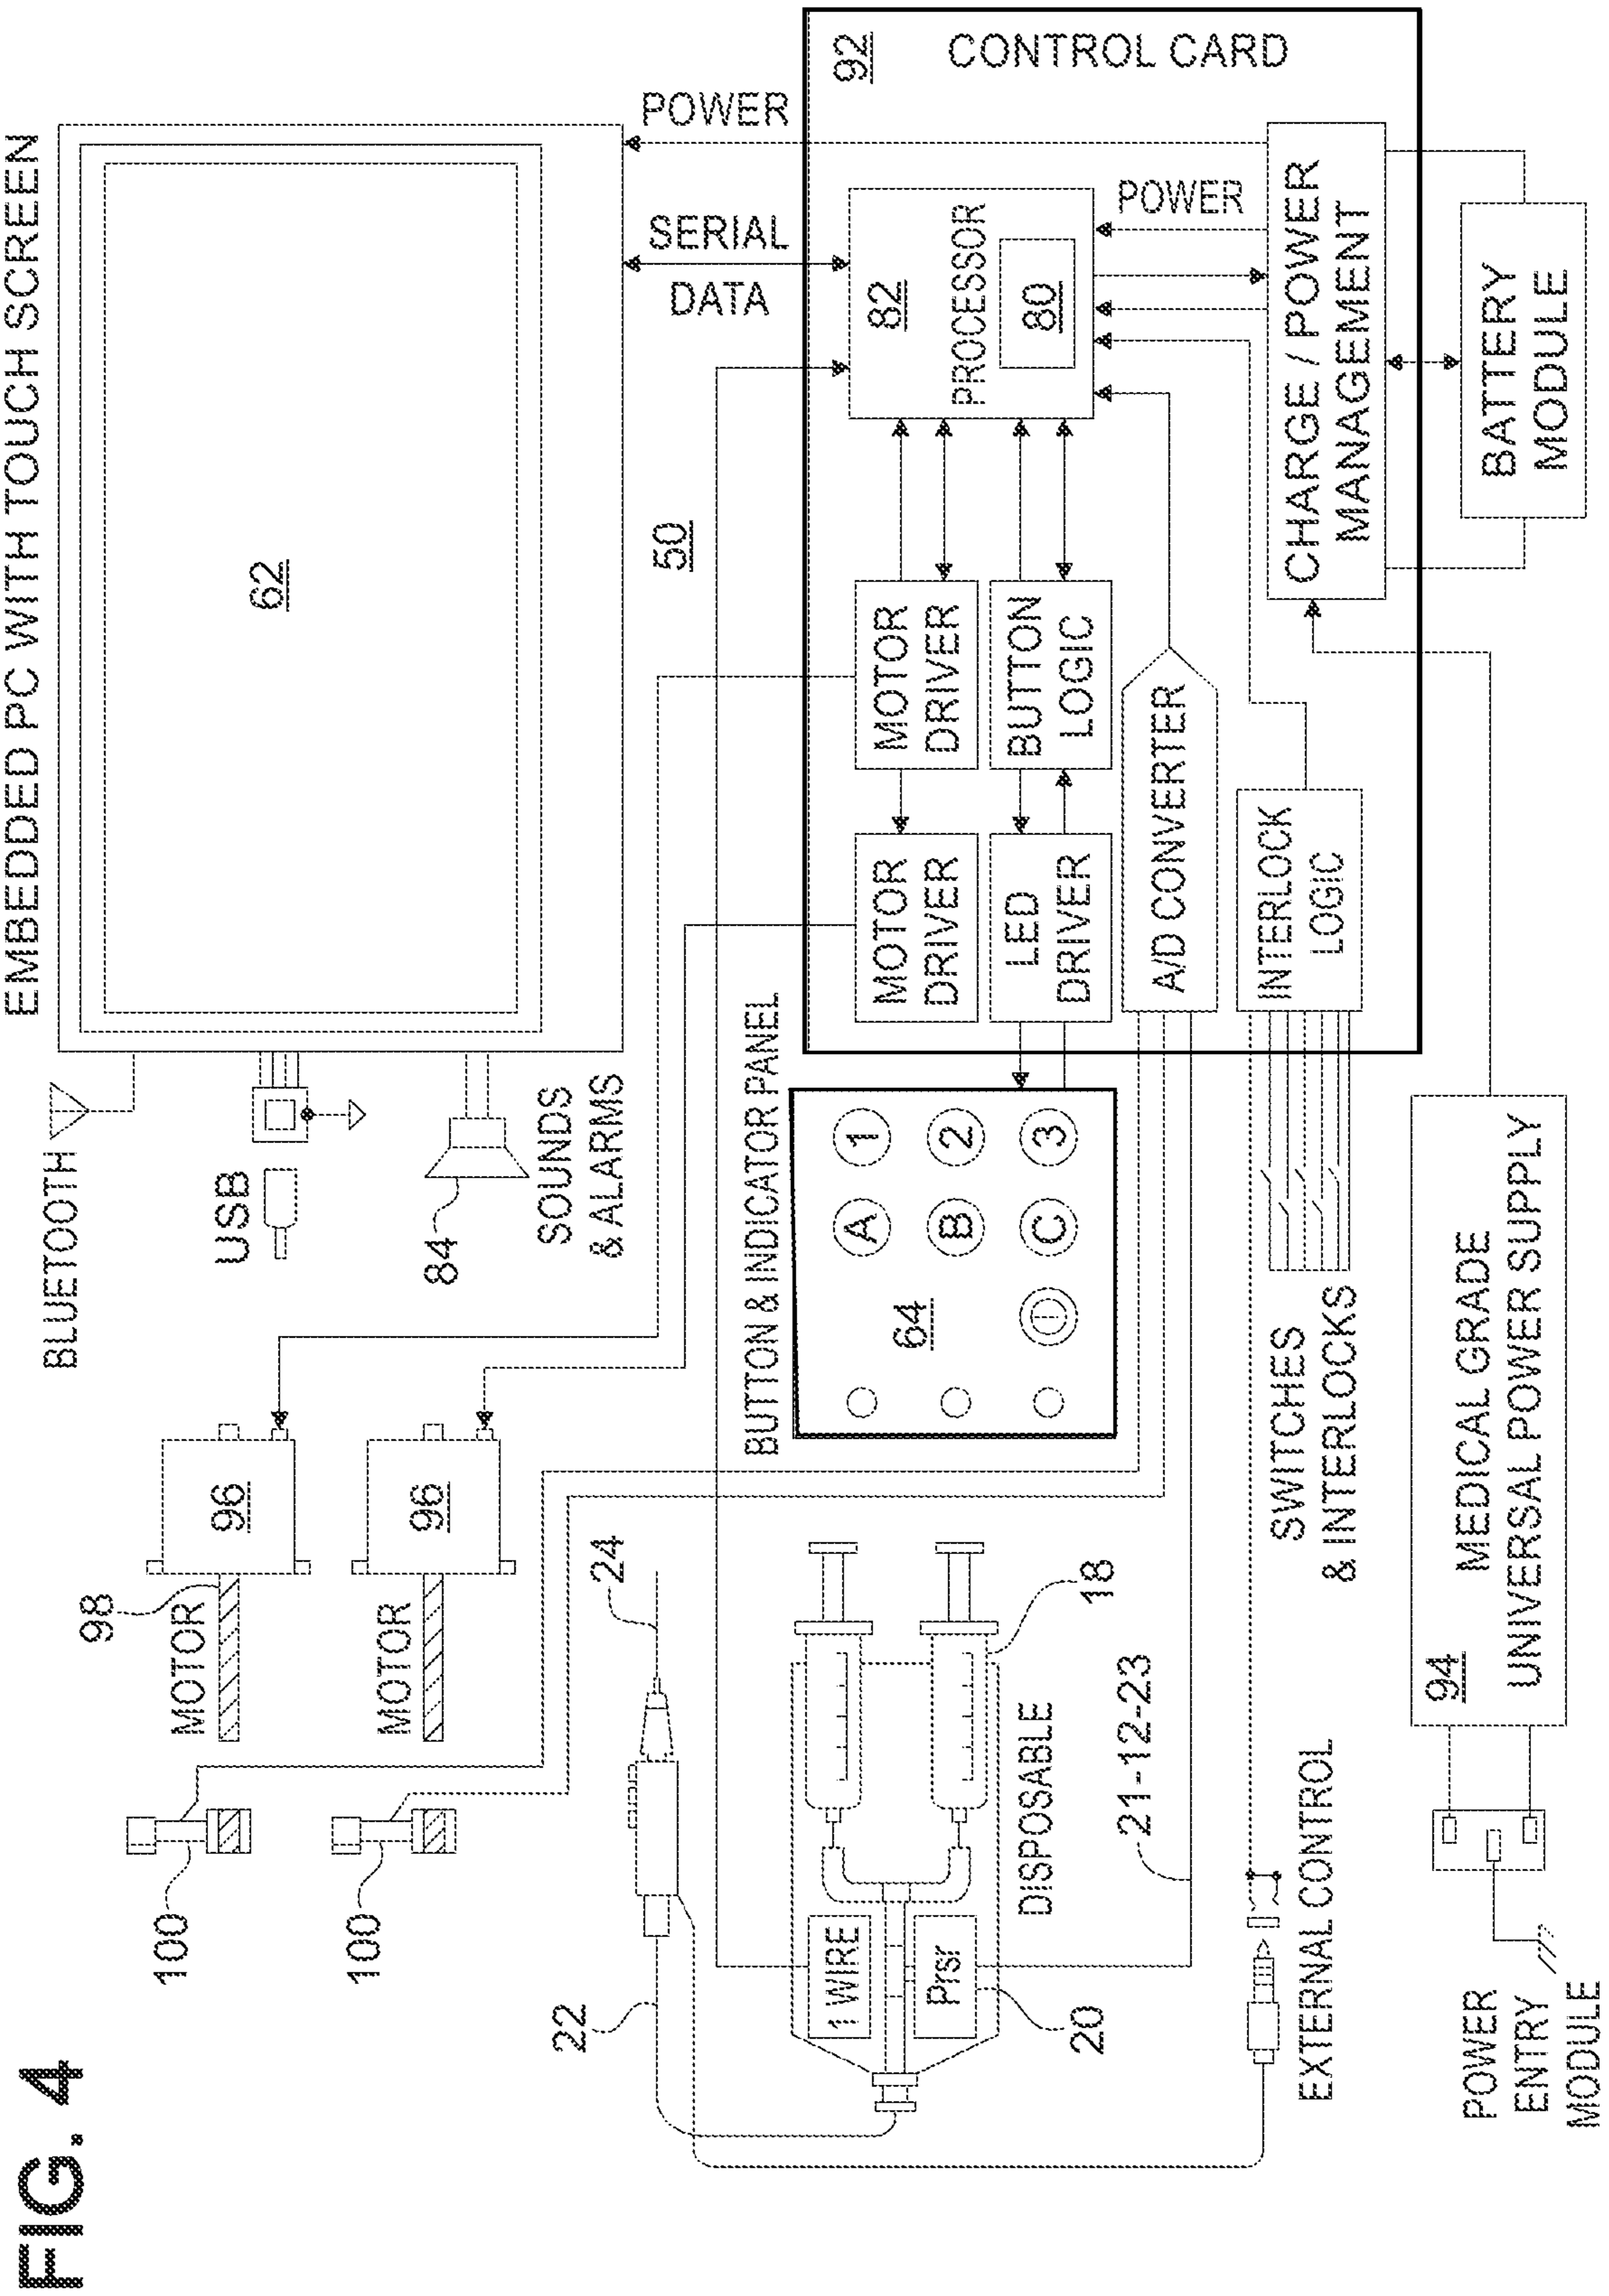 FIG. 4
EMBEDDED PC WITH TOUCH SCREEN
BLUETOOTH
62
USB
84
SOUNDS
& ALARMS
98
MOTOR
96
MOTOR
96
100
100
50
SERIAL
DATA
POWER
24
22
BUTTON & INDICATOR PANEL
64
A
1
B
2
C
3
1 WIRE
Prsr
18
20
DISPOSABLE
21-12-23
92
CONTROL CARD
82
PROCESSOR
80
POWER
MOTOR
DRIVER
MOTOR
DRIVER
BUTTON
LOGIC
LED
DRIVER
A/D CONVERTER
INTERLOCK
LOGIC
CHARGE / POWER
MANAGEMENT
BATTERY
MODULE
SWITCHES
& INTERLOCKS
EXTERNAL CONTROL
94
MEDICAL GRADE
UNIVERSAL POWER SUPPLY
POWER
ENTRY
MODULE